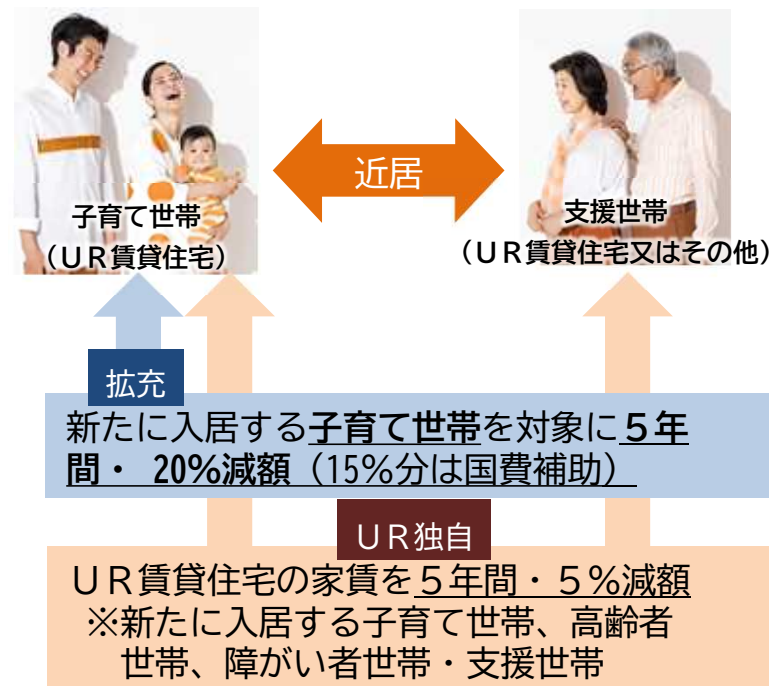 近居
子育て世帯
（ＵＲ賃貸住宅）
支援世帯
（ＵＲ賃貸住宅又はその他）
拡充
新たに入居する子育て世帯を対象に５年
間・ 20％減額（15％分は国費補助）
ＵＲ独自
ＵＲ賃貸住宅の家賃を５年間・５％減額
※新たに入居する子育て世帯、高齢者
世帯、障がい者世帯・支援世帯